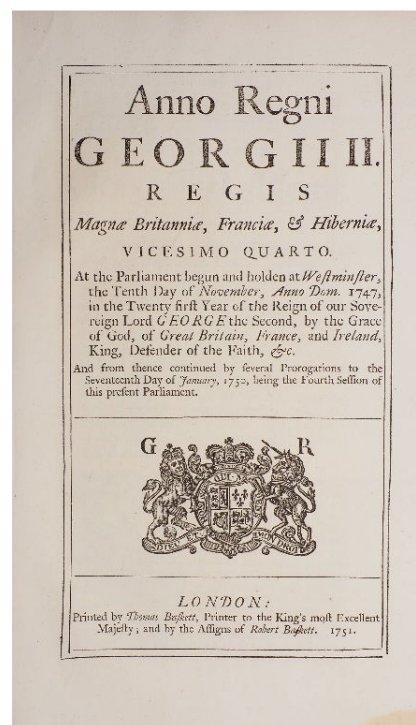 Anno Regni
GEORGII II.
REGIS
Magnæ Britanniæ, Franciæ, & Hiberniæ,
VICESIMO QUARTO.
At the Parliament begun and holden at Weſtminſter,
the Tenth Day of November, Anno Dom. 1747,
in the Twenty firſt Year of the Reign of our Sove-
reign Lord GEORGE the Second, by the Grace
of God, of Great Britain, France, and Ireland,
King, Defender of the Faith, &c.
And from thence continued by ſeveral Prorogations to the
Seventeenth Day of January, 1750, being the Fourth Seſſion of
this preſent Parliament.
G R
DIEU ET MON DROIT
LONDON:
Printed by Thomas Baſkett, Printer to the King's moſt Excellent
Majeſty; and by the Aſſigns of Robert Baſkett. 1751.